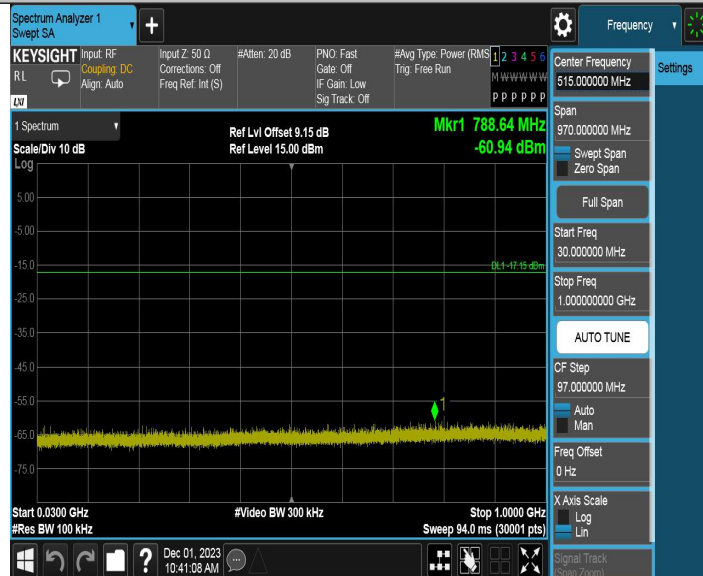 Spectrum Analyzer 1
Swept SA
Frequency
KEYSIGHT
RL
LXI
Input: RF
Coupling: DC
Align: Auto
Input Z: 50 Ω
Corrections: Off
Freq Ref: Int (S)
#Atten: 20 dB
PNO: Fast
Gate: Off
IF Gain: Low
Sig Track: Off
#Avg Type: Power (RMS
Trig: Free Run
1 2 3 4 5 6
M W W W W W
P P P P P P
1 Spectrum
Scale/Div 10 dB
Log
Ref Lvl Offset 9.15 dB
Ref Level 15.00 dBm
Mkr1 788.64 MHz
-60.94 dBm
5.00
-5.00
-15.0
-25.0
-35.0
-45.0
-55.0
-65.0
-75.0
DL1 -17.15 dBm
1
Start 0.0300 GHz
#Res BW 100 kHz
#Video BW 300 kHz
Stop 1.0000 GHz
Sweep 94.0 ms (30001 pts)
Dec 01, 2023
10:41:08 AM
Center Frequency
515.000000 MHz
Span
970.000000 MHz
Swept Span
Zero Span
Full Span
Start Freq
30.000000 MHz
Stop Freq
1.000000000 GHz
AUTO TUNE
CF Step
97.000000 MHz
Auto
Man
Freq Offset
0 Hz
X Axis Scale
Log
Lin
Signal Track
(Span Zoom)
Settings